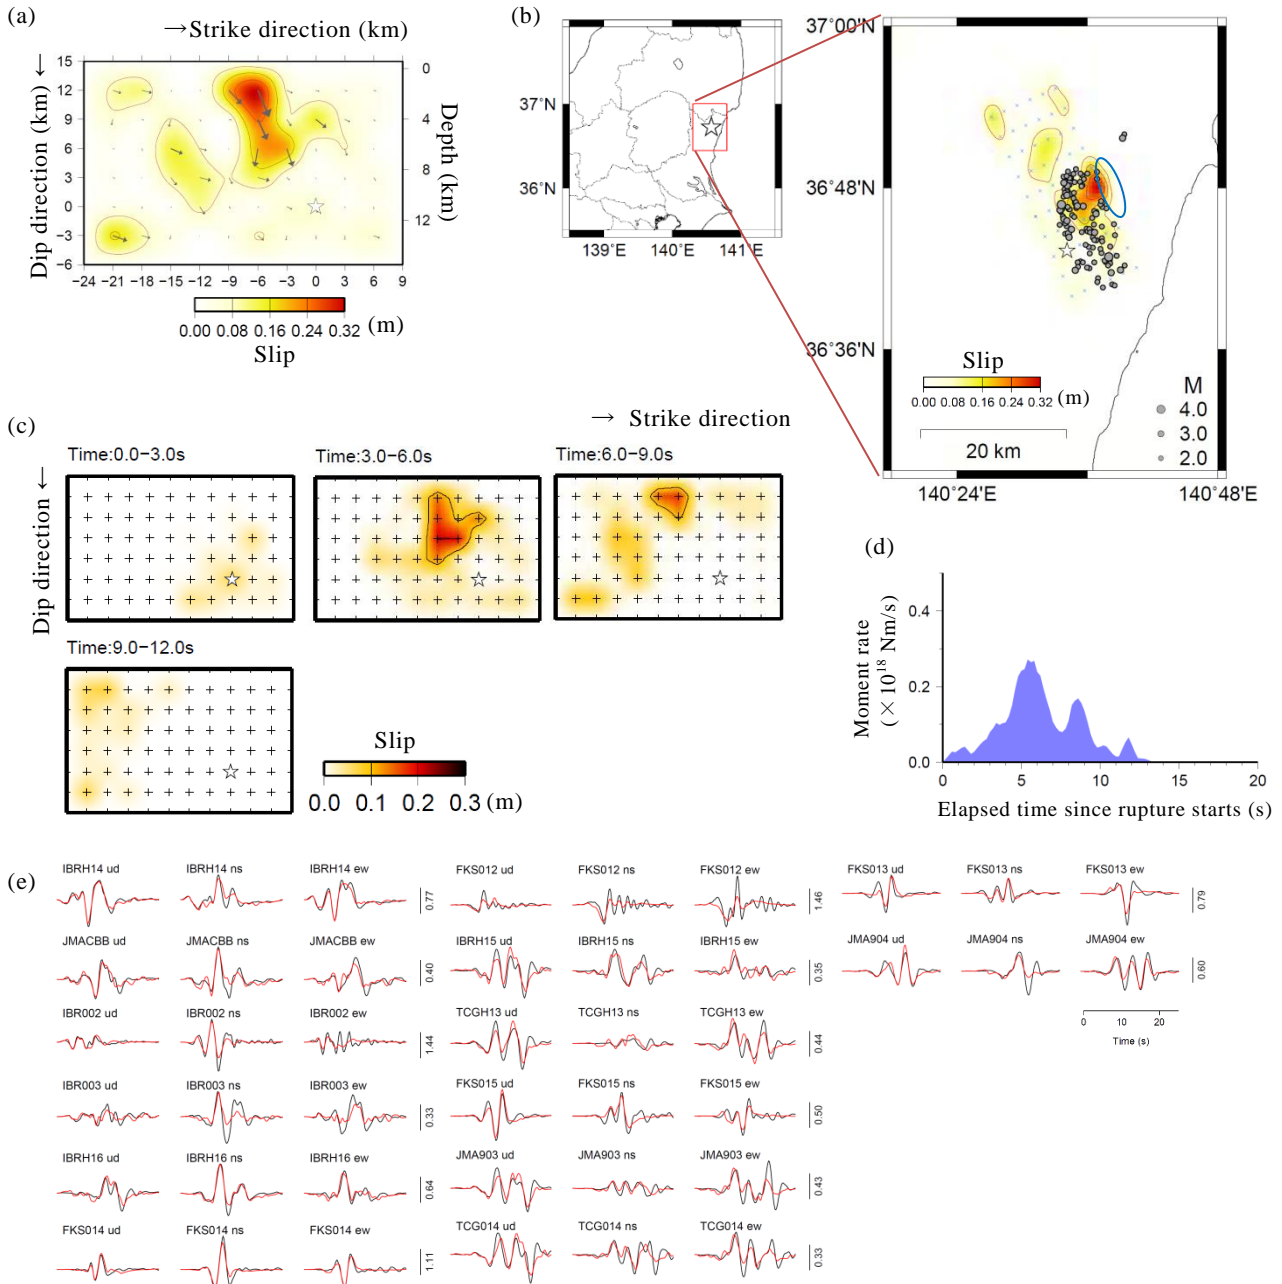 (a)
→Strike direction (km)
Dip direction (km) ←
15
12
9
6
3
0
−3
−6
−24 −21 −18 −15 −12 −9 −6 −3 0 3 6 9
0
4
8
12
Depth (km)
0.00 0.08 0.16 0.24 0.32 (m)
Slip
(b)
37°N
36°N
139°E 140°E 141°E
37°00'N
36°48'N
36°36'N
140°24'E 140°48'E
Slip
0.00 0.08 0.16 0.24 0.32 (m)
20 km
M
4.0
3.0
2.0
(c)
→ Strike direction
Dip direction ←
Time:0.0−3.0s
Time:3.0−6.0s
Time:6.0−9.0s
Time:9.0−12.0s
Slip
0.0 0.1 0.2 0.3 (m)
(d)
Moment rate
(×10¹⁸ Nm/s)
0.4
0.2
0.0
0 5 10 15 20
Elapsed time since rupture starts (s)
(e)
IBRH14 ud IBRH14 ns IBRH14 ew 0.77
JMACBB ud JMACBB ns JMACBB ew 0.40
IBR002 ud IBR002 ns IBR002 ew 1.44
IBR003 ud IBR003 ns IBR003 ew 0.33
IBRH16 ud IBRH16 ns IBRH16 ew 0.64
FKS014 ud FKS014 ns FKS014 ew 1.11
FKS012 ud FKS012 ns FKS012 ew 1.46
IBRH15 ud IBRH15 ns IBRH15 ew 0.35
TCGH13 ud TCGH13 ns TCGH13 ew 0.44
FKS015 ud FKS015 ns FKS015 ew 0.50
JMA903 ud JMA903 ns JMA903 ew 0.43
TCG014 ud TCG014 ns TCG014 ew 0.33
FKS013 ud FKS013 ns FKS013 ew 0.79
JMA904 ud JMA904 ns JMA904 ew 0.60
0 10 20
Time (s)